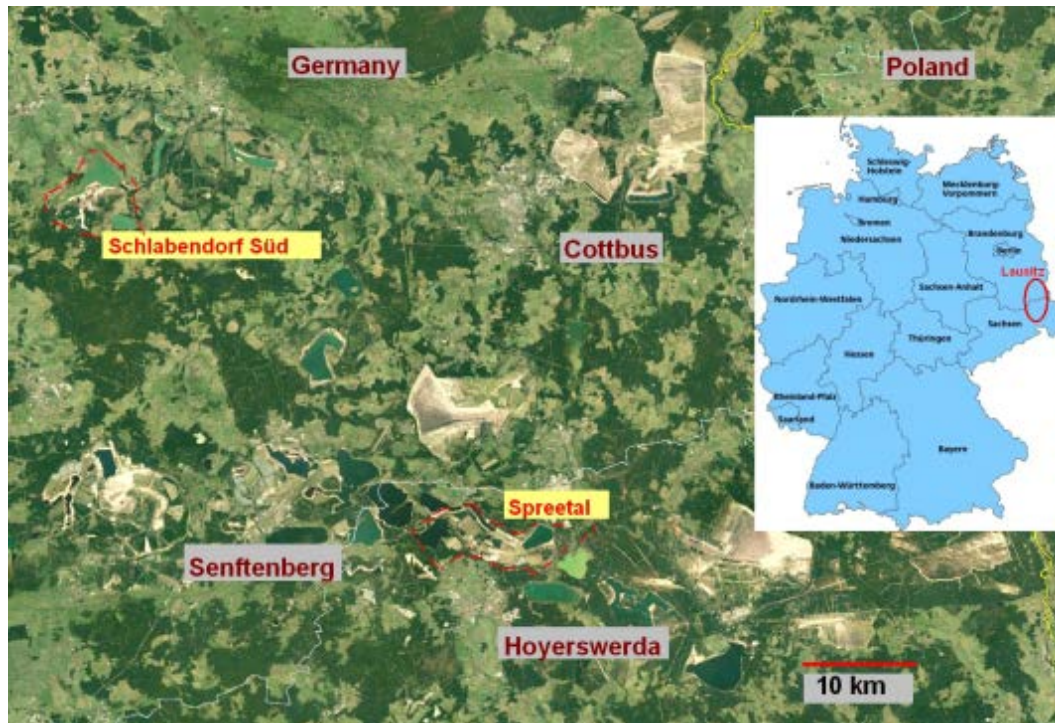 Germany
Poland
Schlabendorf Süd
Cottbus
Spreetal
Senftenberg
Hoyerswerda
10 km
Schleswig-
Holstein
Mecklenburg-
Vorpommern
Hamburg
Bremen
Niedersachsen
Brandenburg
Berlin
Lausitz
Sachsen-Anhalt
Nordrhein-Westfalen
Sachsen
Thüringen
Hessen
Rheinland-Pfalz
Saarland
Bayern
Baden-Württemberg